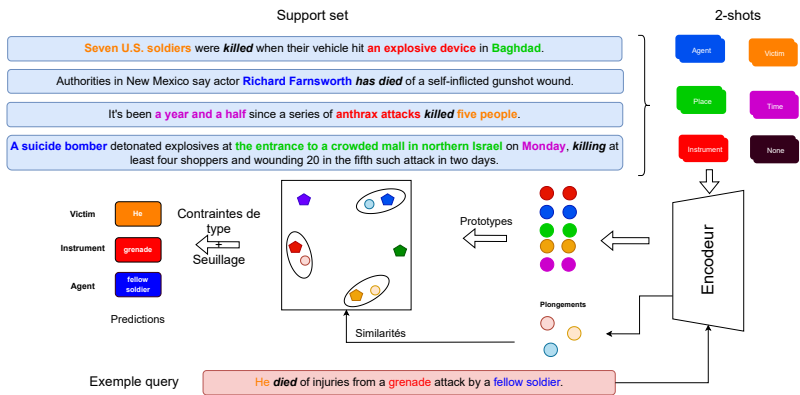 Support set
2-shots
Seven U.S. soldiers were killed when their vehicle hit an explosive device in Baghdad.
Authorities in New Mexico say actor Richard Farnsworth has died of a self-inflicted gunshot wound.
It's been a year and a half since a series of anthrax attacks killed five people.
A suicide bomber detonated explosives at the entrance to a crowded mall in northern Israel on Monday, killing at
least four shoppers and wounding 20 in the fifth such attack in two days.
Agent
Victim
Place
Time
Instrument
None
Victim
He
Instrument
grenade
Agent
fellow
soldier
Predictions
Contraintes de
type
+
Seuillage
Prototypes
Plongements
Encodeur
Similarités
Exemple query
He died of injuries from a grenade attack by a fellow soldier.